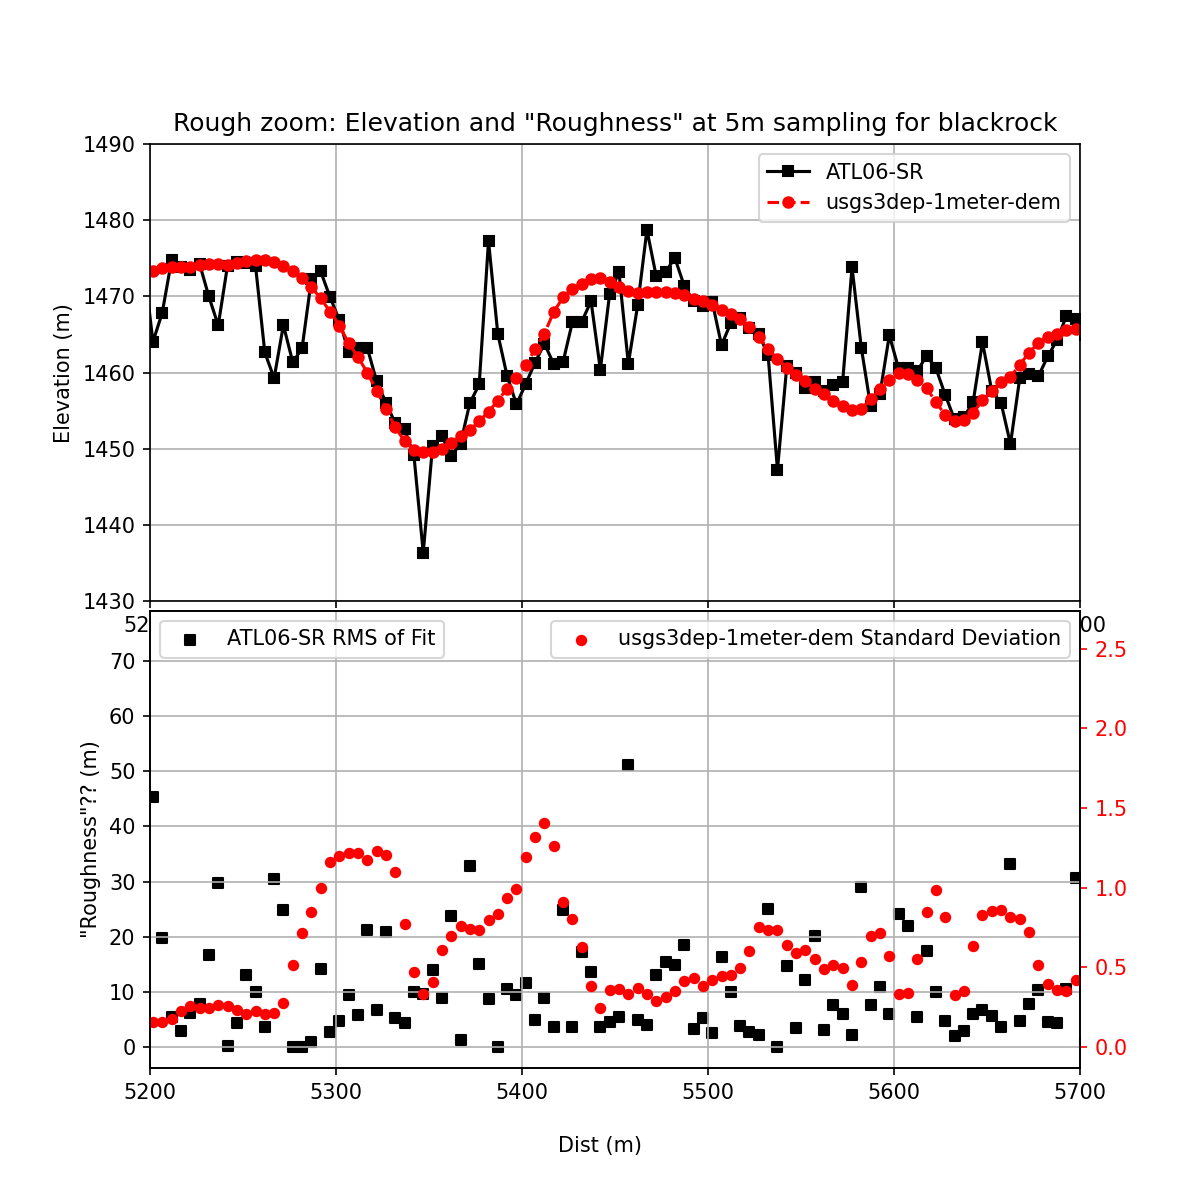 Rough zoom: Elevation and "Roughness" at 5m sampling for blackrock
1490
1480
1470
1460
1450
1440
1430
Elevation (m)
ATL06-SR
usgs3dep-1meter-dem
52
00
ATL06-SR RMS of Fit
usgs3dep-1meter-dem Standard Deviation
70
60
50
40
30
20
10
0
"Roughness"?? (m)
2.5
2.0
1.5
1.0
0.5
0.0
5200 5300 5400 5500 5600 5700
Dist (m)